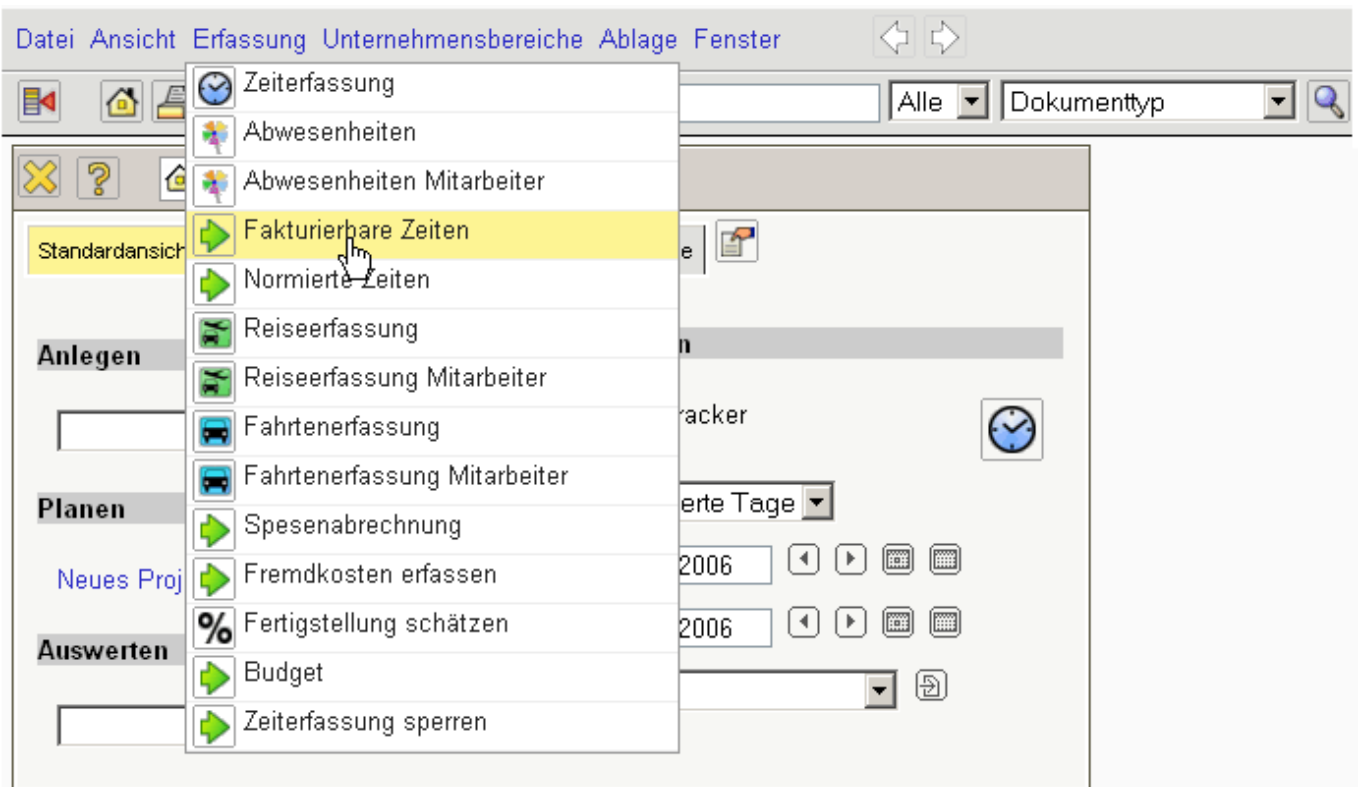 Datei Ansicht Erfassung Unternehmensbereiche Ablage Fenster
Alle Dokumenttyp
Zeiterfassung
Abwesenheiten
Abwesenheiten Mitarbeiter
Fakturierbare Zeiten
Normierte Zeiten
Reiseerfassung
Reiseerfassung Mitarbeiter
Fahrtenerfassung
Fahrtenerfassung Mitarbeiter
Spesenabrechnung
Fremdkosten erfassen
% Fertigstellung schätzen
Budget
Zeiterfassung sperren
Standardansich
Anlegen
Planen
Neues Proj
Auswerten
e
n
racker
erte Tage
2006
2006